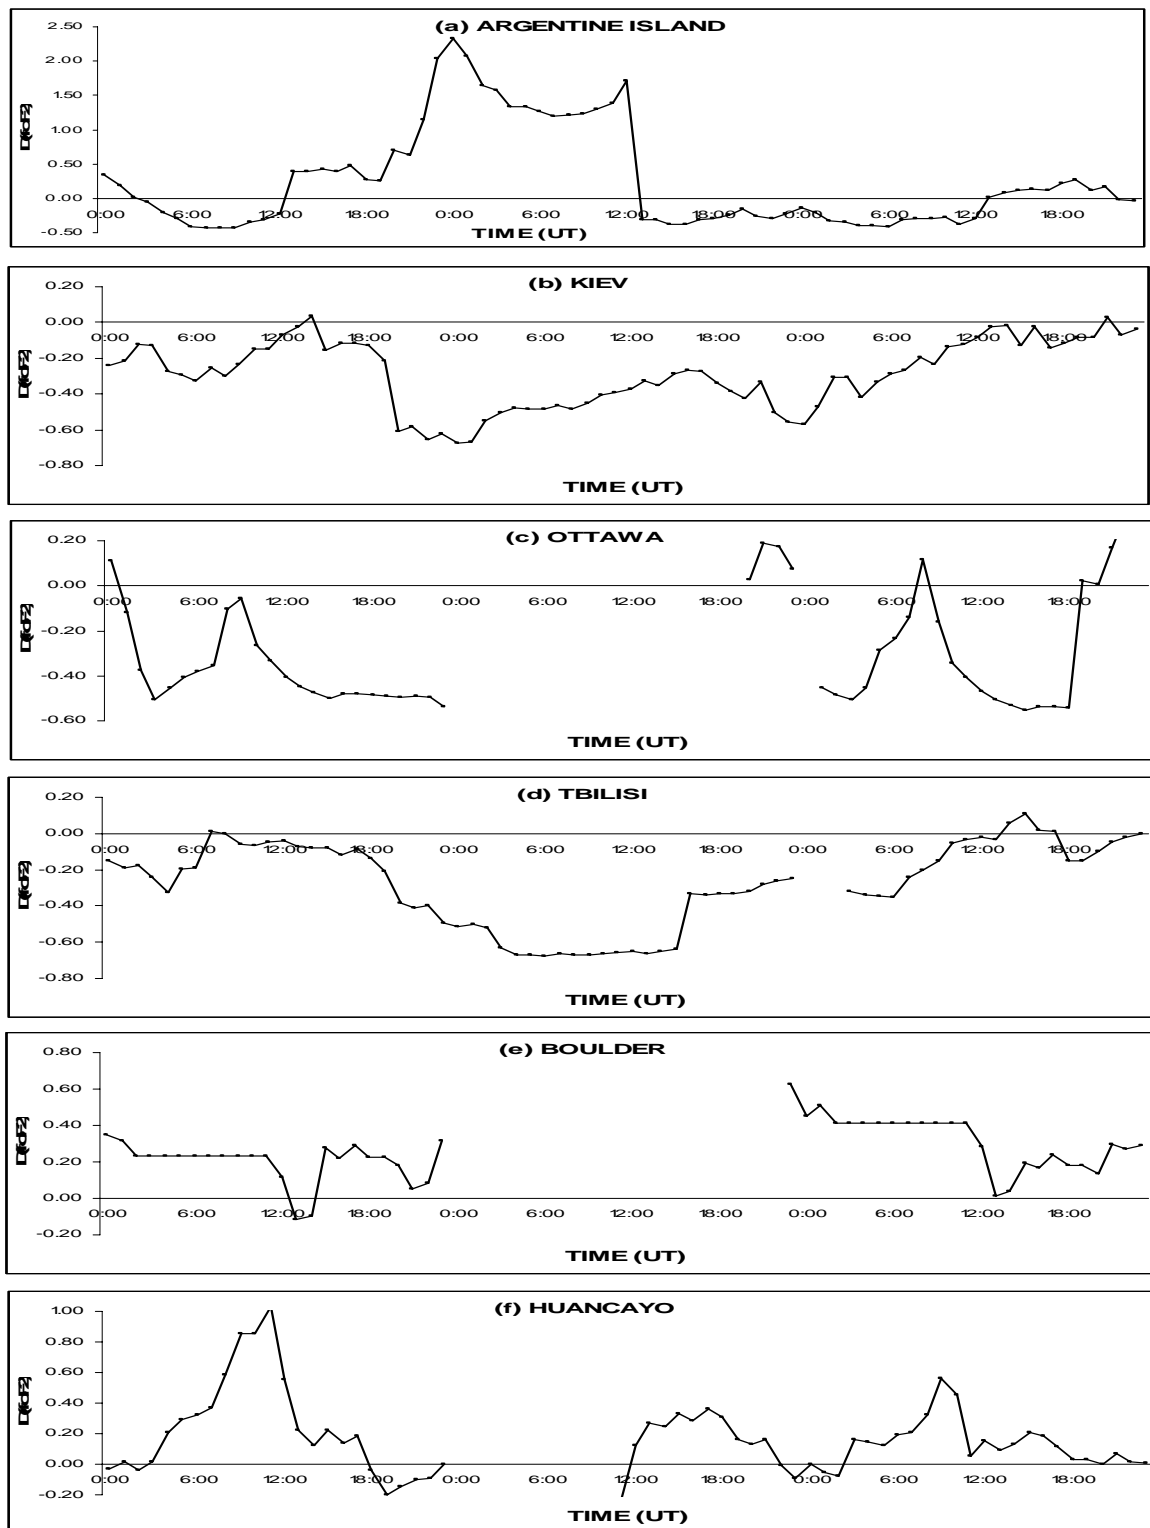 (a) ARGENTINE ISLAND
2.50
2.00
1.50
1.00
0.50
0.00
-0.50
0:00 6:00 12:00 18:00 0:00 6:00 12:00 18:00 0:00 6:00 12:00 18:00
TIME (UT)
(b) KIEV
0.20
0.00
-0.20
-0.40
-0.60
-0.80
0:00 6:00 12:00 18:00 0:00 6:00 12:00 18:00 0:00 6:00 12:00 18:00
TIME (UT)
(c) OTTAWA
0.20
0.00
-0.20
-0.40
-0.60
0:00 6:00 12:00 18:00 0:00 6:00 12:00 18:00 0:00 6:00 12:00 18:00
TIME (UT)
(d) TBILISI
0.20
0.00
-0.20
-0.40
-0.60
-0.80
0:00 6:00 12:00 18:00 0:00 6:00 12:00 18:00 0:00 6:00 12:00 18:00
TIME (UT)
(e) BOULDER
0.80
0.60
0.40
0.20
0.00
-0.20
0:00 6:00 12:00 18:00 0:00 6:00 12:00 18:00 0:00 6:00 12:00 18:00
TIME (UT)
(f) HUANCAYO
1.00
0.80
0.60
0.40
0.20
0.00
-0.20
0:00 6:00 12:00 18:00 0:00 6:00 12:00 18:00 0:00 6:00 12:00 18:00
TIME (UT)